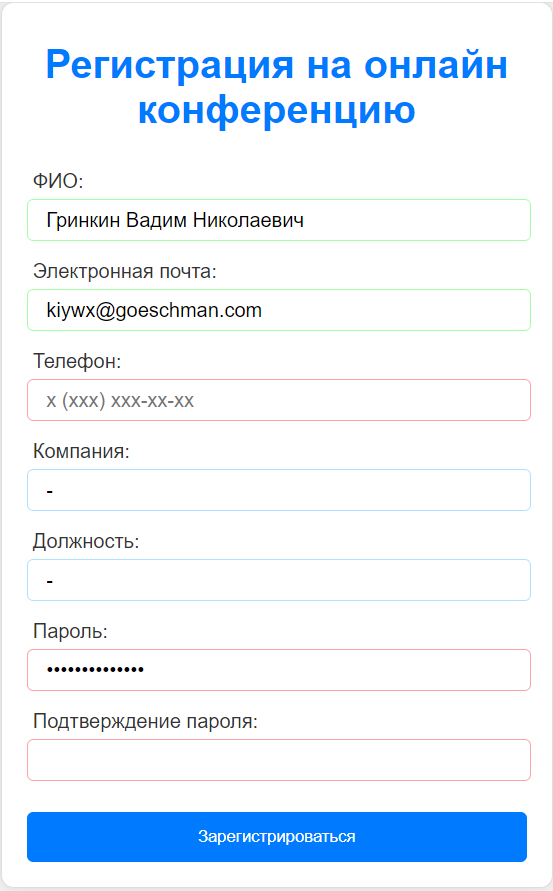 Регистрация на онлайн
конференцию
ФИО:
Гринкин Вадим Николаевич
Электронная почта:
kiywx@goeschman.com
Телефон:
x (xxx) xxx-xx-xx
Компания:
-
Должность:
-
Пароль:
••••••••••••••
Подтверждение пароля:
Зарегистрироваться